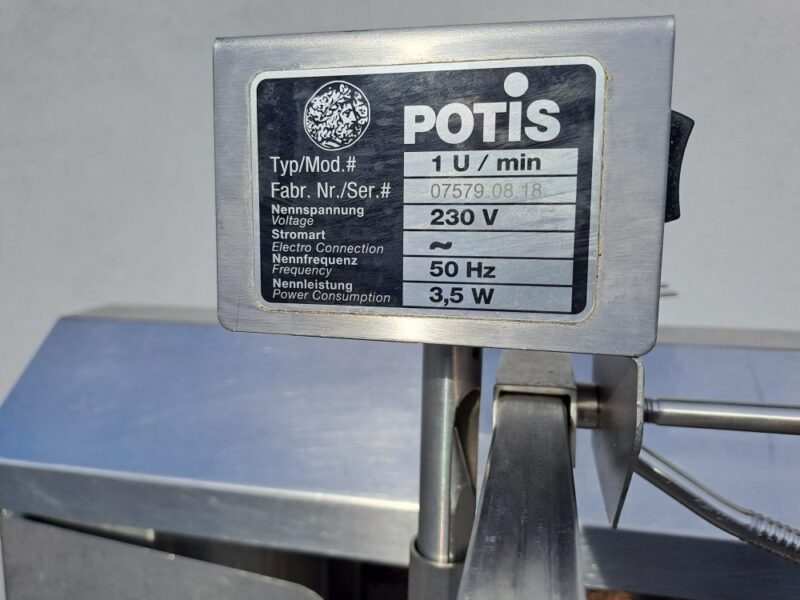 POTIS
Typ/Mod.# 1 U / min
Fabr. Nr./Ser.# 07579.08.18
Nennspannung
Voltage 230 V
Stromart
Electro Connection ~
Nennfrequenz
Frequency 50 Hz
Nennleistung
Power Consumption 3,5 W